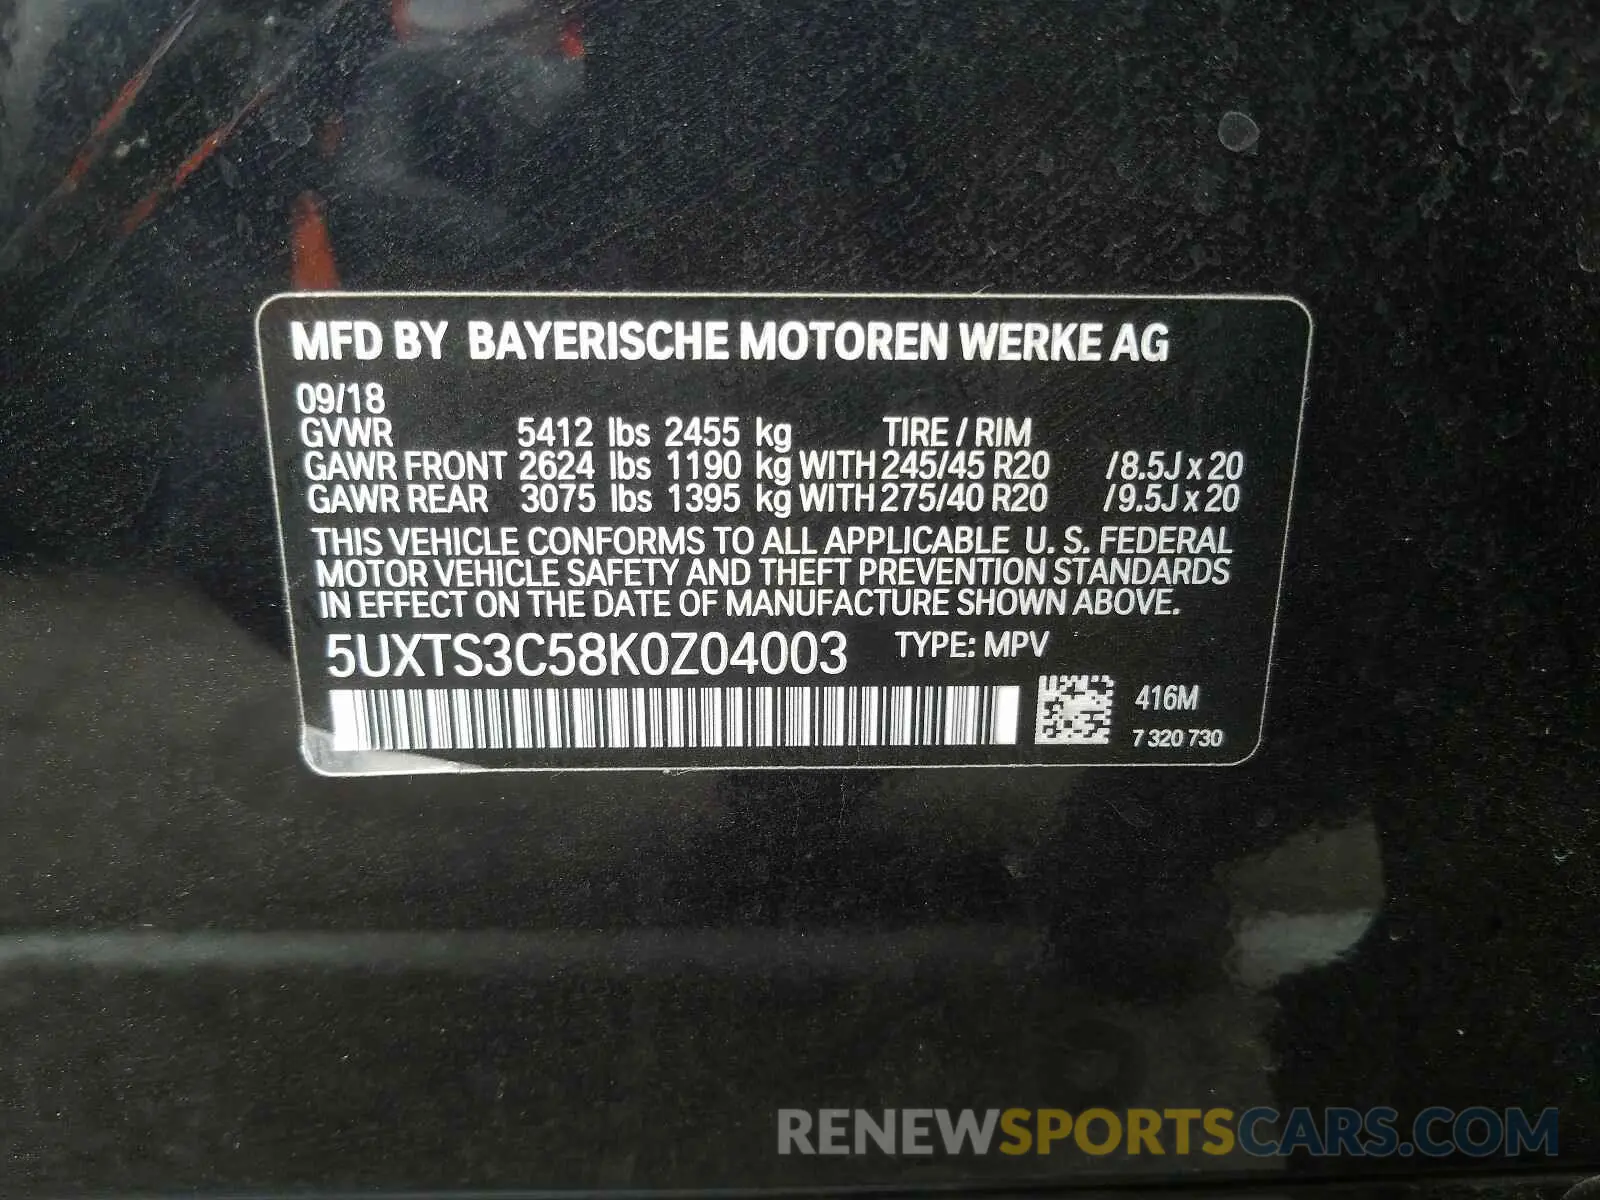 MFD BY BAYERISCHE MOTOREN WERKE AG
09/18
GVWR 5412 lbs 2455 kg TIRE / RIM
GAWR FRONT 2624 lbs 1190 kg WITH 245/45 R20 /8.5J x 20
GAWR REAR 3075 lbs 1395 kg WITH 275/40 R20 /9.5J x 20
THIS VEHICLE CONFORMS TO ALL APPLICABLE U. S. FEDERAL
MOTOR VEHICLE SAFETY AND THEFT PREVENTION STANDARDS
IN EFFECT ON THE DATE OF MANUFACTURE SHOWN ABOVE.
5UXTS3C58K0Z04003 TYPE: MPV
416M
7 320 730
RENEWSPORTSCARS.COM